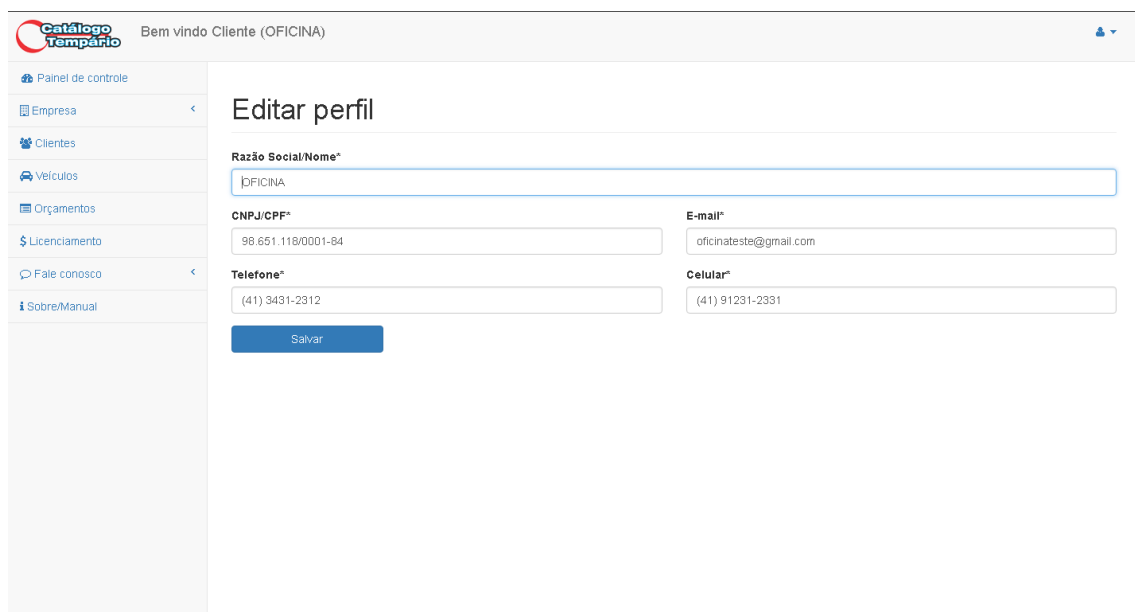 Catálogo
Tempário
Bem vindo Cliente (OFICINA)
Painel de controle
Empresa
Clientes
Veículos
Orçamentos
Licenciamento
Fale conosco
Sobre/Manual
Editar perfil
Razão Social/Nome*
OFICINA
CNPJ/CPF*
E-mail*
98.651.118/0001-84
oficinateste@gmail.com
Telefone*
Celular*
(41) 3431-2312
(41) 91231-2331
Salvar